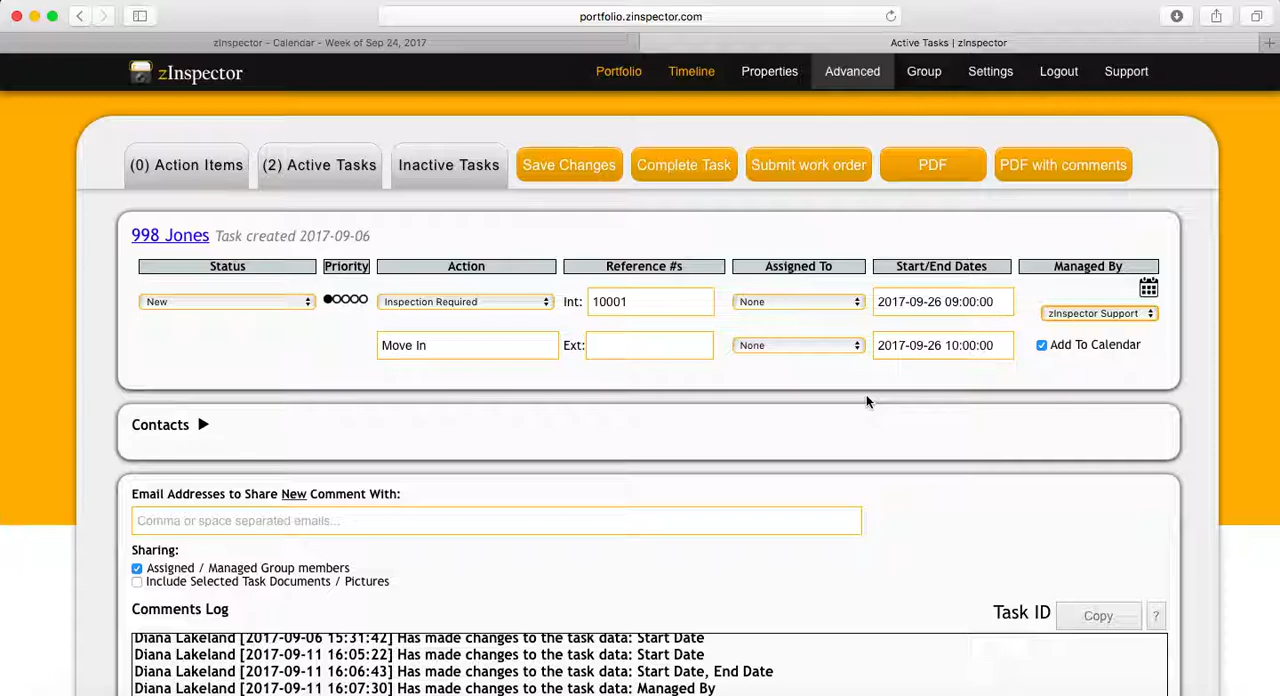 portfolio.zinspector.com
zInspector - Calendar - Week of Sep 24, 2017
Active Tasks | zInspector
zInspector
Portfolio Timeline Properties Advanced Group Settings Logout Support
(0) Action Items (2) Active Tasks Inactive Tasks Save Changes Complete Task Submit work order PDF PDF with comments
998 Jones Task created 2017-09-06
Status Priority Action Reference #s Assigned To Start/End Dates Managed By
New Inspection Required Int: 10001 None 2017-09-26 09:00:00
zInspector Support
Move In Ext: None 2017-09-26 10:00:00 Add To Calendar
Contacts
Email Addresses to Share New Comment With:
Comma or space separated emails...
Sharing:
Assigned / Managed Group members
Include Selected Task Documents / Pictures
Comments Log Task ID Copy ?
Diana Lakeland [2017-09-06 15:31:42] Has made changes to the task data: Start Date
Diana Lakeland [2017-09-11 16:05:22] Has made changes to the task data: Start Date
Diana Lakeland [2017-09-11 16:06:43] Has made changes to the task data: Start Date, End Date
Diana Lakeland [2017-09-11 16:07:30] Has made changes to the task data: Managed By